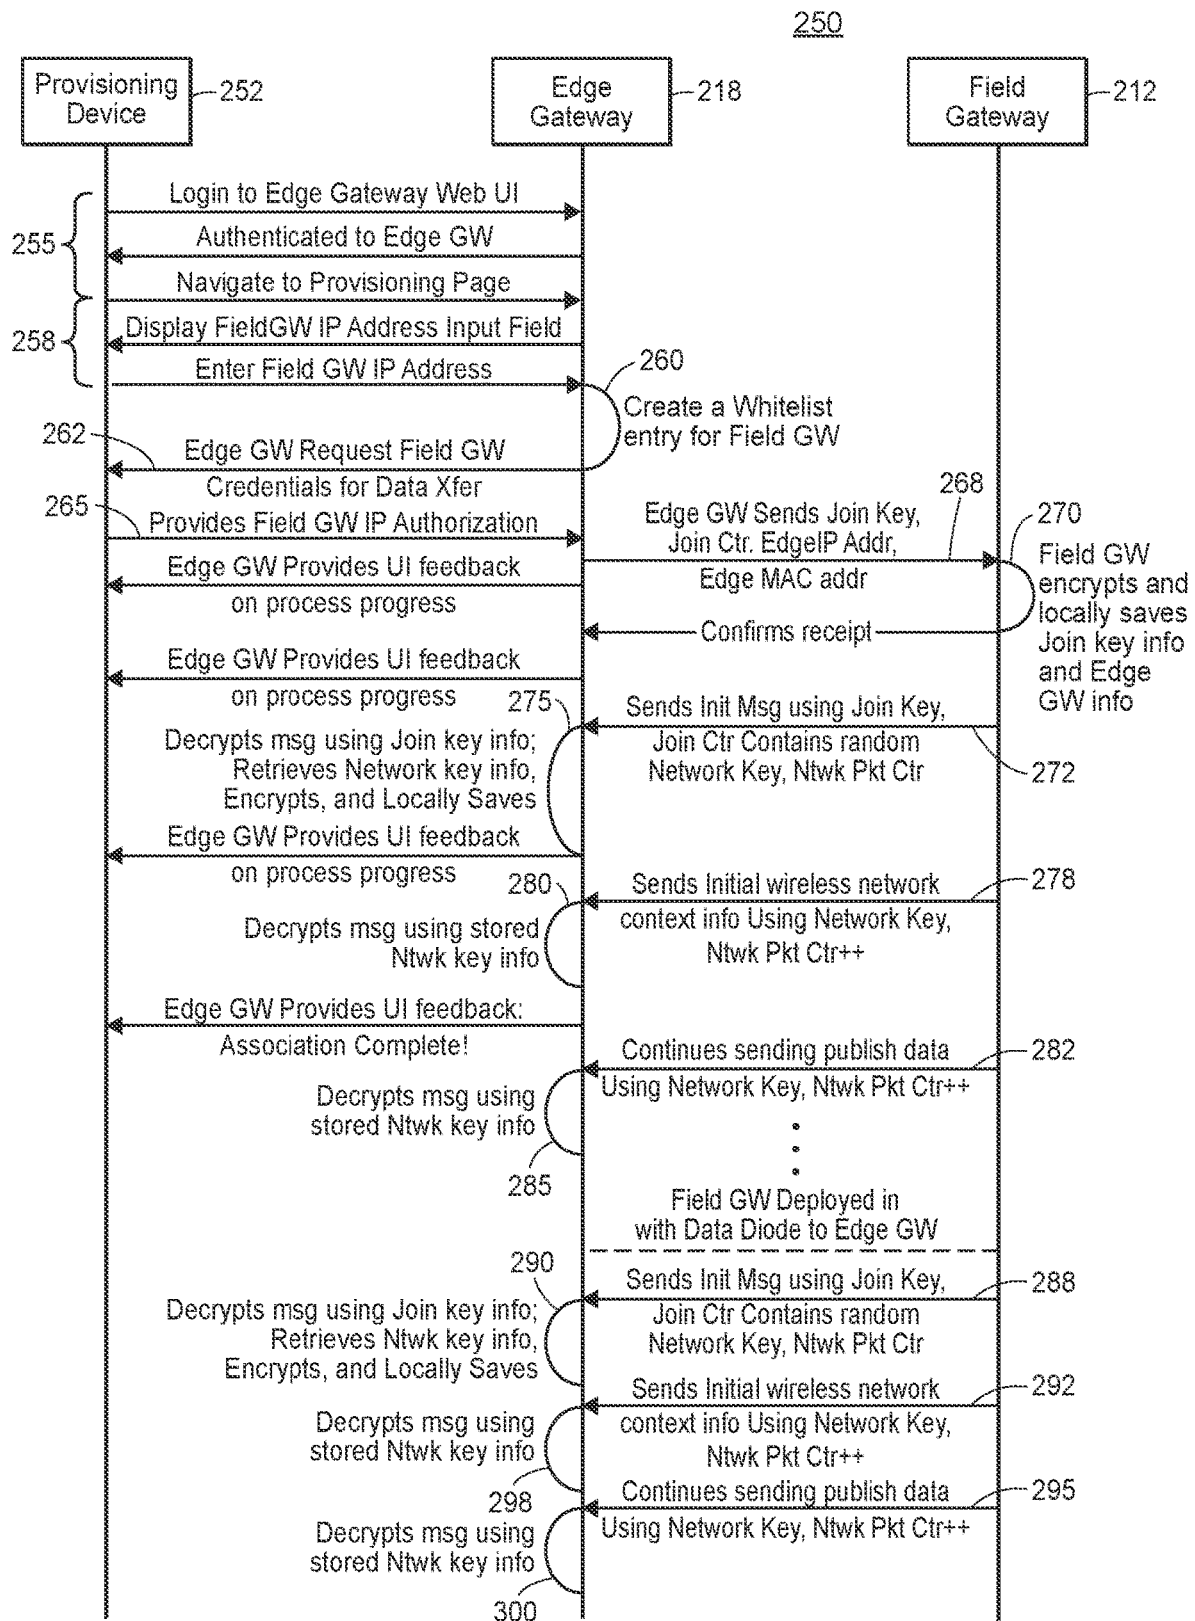 250
Provisioning
Device
252
Edge
Gateway
218
Field
Gateway
212
Login to Edge Gateway Web UI
255
Authenticated to Edge GW
Navigate to Provisioning Page
258
Display FieldGW IP Address Input Field
Enter Field GW IP Address
260
Create a Whitelist
entry for Field GW
262
Edge GW Request Field GW
Credentials for Data Xfer
265
Provides Field GW IP Authorization
268
Edge GW Sends Join Key,
Join Ctr. EdgeIP Addr,
Edge MAC addr
270
Field GW
encrypts and
locally saves
Join key info
and Edge
GW info
Edge GW Provides UI feedback
on process progress
Confirms receipt
Edge GW Provides UI feedback
on process progress
275
Sends Init Msg using Join Key,
Join Ctr Contains random
Network Key, Ntwk Pkt Ctr
272
Decrypts msg using Join key info;
Retrieves Network key info,
Encrypts, and Locally Saves
Edge GW Provides UI feedback
on process progress
278
Sends Initial wireless network
context info Using Network Key,
Ntwk Pkt Ctr++
280
Decrypts msg using stored
Ntwk key info
Edge GW Provides UI feedback:
Association Complete!
282
Continues sending publish data
Using Network Key, Ntwk Pkt Ctr++
Decrypts msg using
stored Ntwk key info
285
Field GW Deployed in
with Data Diode to Edge GW
290
Sends Init Msg using Join Key,
Join Ctr Contains random
Network Key, Ntwk Pkt Ctr
288
Decrypts msg using Join key info;
Retrieves Ntwk key info,
Encrypts, and Locally Saves
Sends Initial wireless network
context info Using Network Key,
Ntwk Pkt Ctr++
292
Decrypts msg using
stored Ntwk key info
298
Continues sending publish data
Using Network Key, Ntwk Pkt Ctr++
295
Decrypts msg using
stored Ntwk key info
300